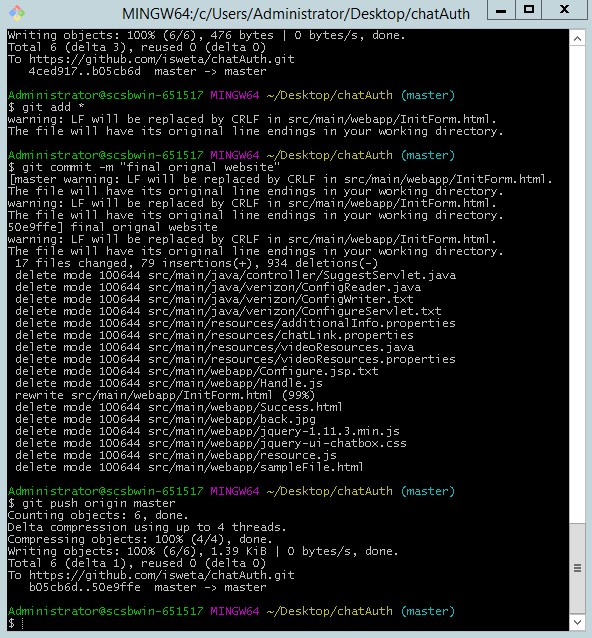 MINGW64:/c/Users/Administrator/Desktop/chatAuth
Writing objects: 100% (6/6), 476 bytes | 0 bytes/s, done.
Total 6 (delta 3), reused 0 (delta 0)
To https://github.com/isweta/chatAuth.git
   4ced917..b05cb6d  master -> master
Administrator@scsbwin-651517 MINGW64 ~/Desktop/chatAuth (master)
$ git add *
warning: LF will be replaced by CRLF in src/main/webapp/InitForm.html.
The file will have its original line endings in your working directory.
Administrator@scsbwin-651517 MINGW64 ~/Desktop/chatAuth (master)
$ git commit -m "final orignal website"
[master warning: LF will be replaced by CRLF in src/main/webapp/InitForm.html.
The file will have its original line endings in your working directory.
warning: LF will be replaced by CRLF in src/main/webapp/InitForm.html.
The file will have its original line endings in your working directory.
50e9ffe] final orignal website
warning: LF will be replaced by CRLF in src/main/webapp/InitForm.html.
The file will have its original line endings in your working directory.
 17 files changed, 79 insertions(+), 934 deletions(-)
 delete mode 100644 src/main/java/controller/SuggestServlet.java
 delete mode 100644 src/main/java/verizon/ConfigReader.java
 delete mode 100644 src/main/java/verizon/ConfigWriter.txt
 delete mode 100644 src/main/java/verizon/ConfigureServlet.txt
 delete mode 100644 src/main/resources/additionalInfo.properties
 delete mode 100644 src/main/resources/chatLink.properties
 delete mode 100644 src/main/resources/videoResources.java
 delete mode 100644 src/main/resources/videoResources.properties
 delete mode 100644 src/main/webapp/Configure.jsp.txt
 delete mode 100644 src/main/webapp/Handle.js
 rewrite src/main/webapp/InitForm.html (99%)
 delete mode 100644 src/main/webapp/Success.html
 delete mode 100644 src/main/webapp/back.jpg
 delete mode 100644 src/main/webapp/jquery-1.11.3.min.js
 delete mode 100644 src/main/webapp/jquery-ui-chatbox.css
 delete mode 100644 src/main/webapp/resource.js
 delete mode 100644 src/main/webapp/sampleFile.html
Administrator@scsbwin-651517 MINGW64 ~/Desktop/chatAuth (master)
$ git push origin master
Counting objects: 6, done.
Delta compression using up to 4 threads.
Compressing objects: 100% (4/4), done.
Writing objects: 100% (6/6), 1.39 KiB | 0 bytes/s, done.
Total 6 (delta 1), reused 0 (delta 0)
To https://github.com/isweta/chatAuth.git
   b05cb6d..50e9ffe  master -> master
Administrator@scsbwin-651517 MINGW64 ~/Desktop/chatAuth (master)
$